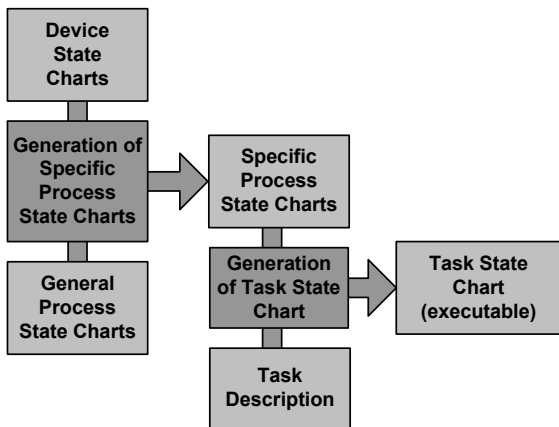 Device
State
Charts
Generation of
Specific
Process
State Charts
General
Process
State Charts
Specific
Process
State Charts
Generation
of Task State
Chart
Task
Description
Task State
Chart
(executable)